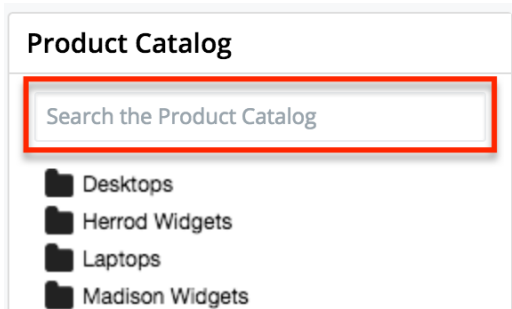 Product Catalog
Search the Product Catalog
Desktops
Herrod Widgets
Laptops
Madison Widgets